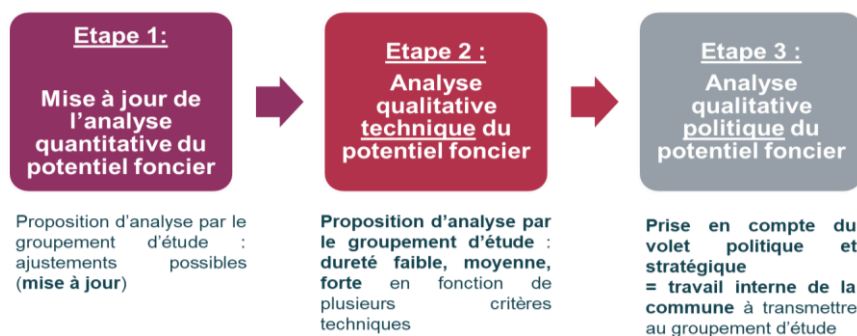 Etape 1:
Mise à jour de
l'analyse
quantitative du
potentiel foncier
Proposition d'analyse par le
groupement d'étude :
ajustements possibles
(mise à jour)
Etape 2 :
Analyse
qualitative
technique du
potentiel foncier
Proposition d'analyse par
le groupement d'étude :
dureté faible, moyenne,
forte en fonction de
plusieurs critères
techniques
Etape 3 :
Analyse
qualitative
politique du
potentiel foncier
Prise en compte du
volet politique et
stratégique
= travail interne de la
commune à transmettre
au groupement d'étude